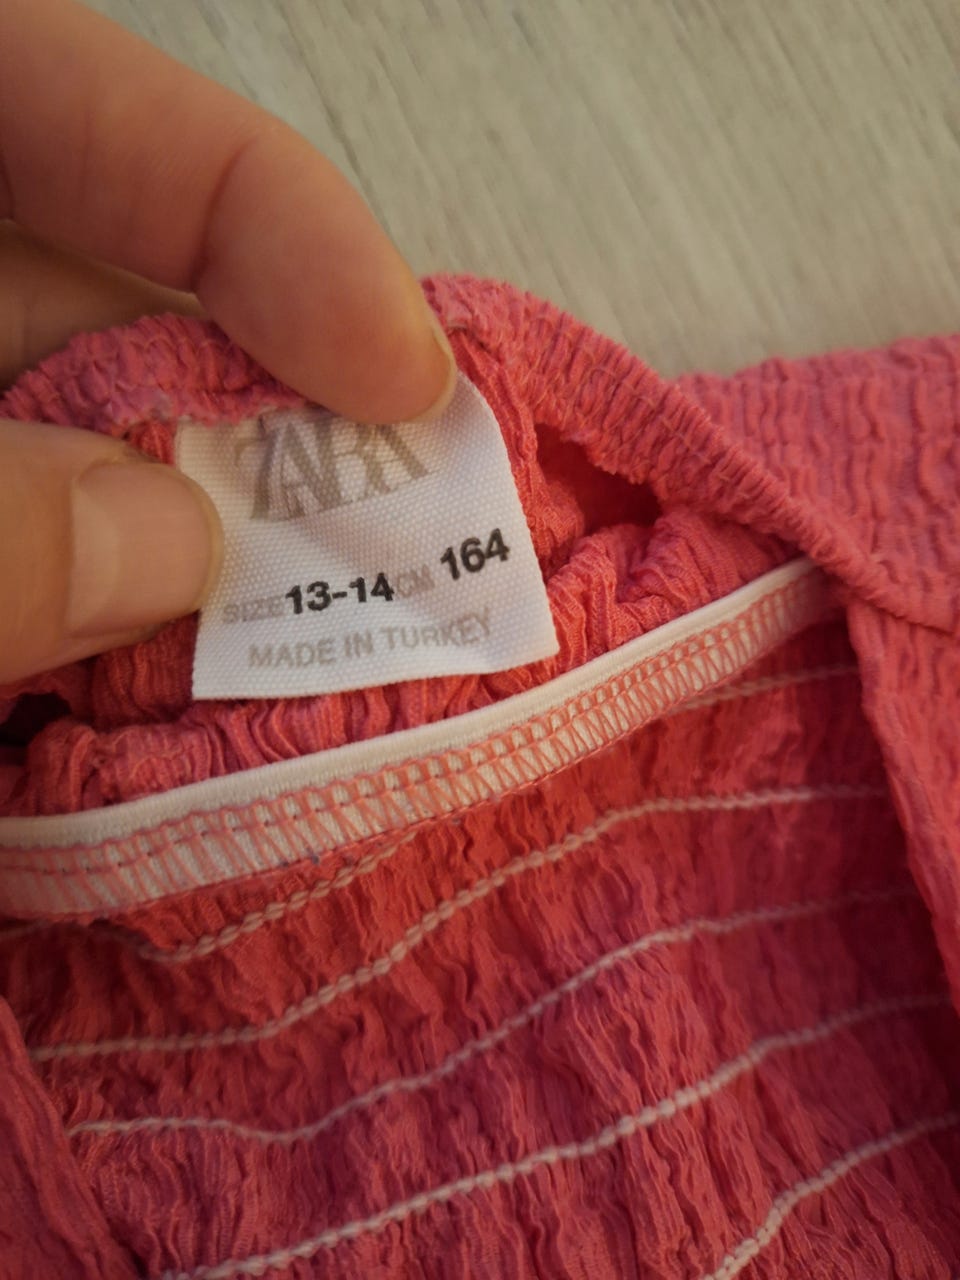 ZARA
SIZE 13-14 CM 164
MADE IN TURKEY